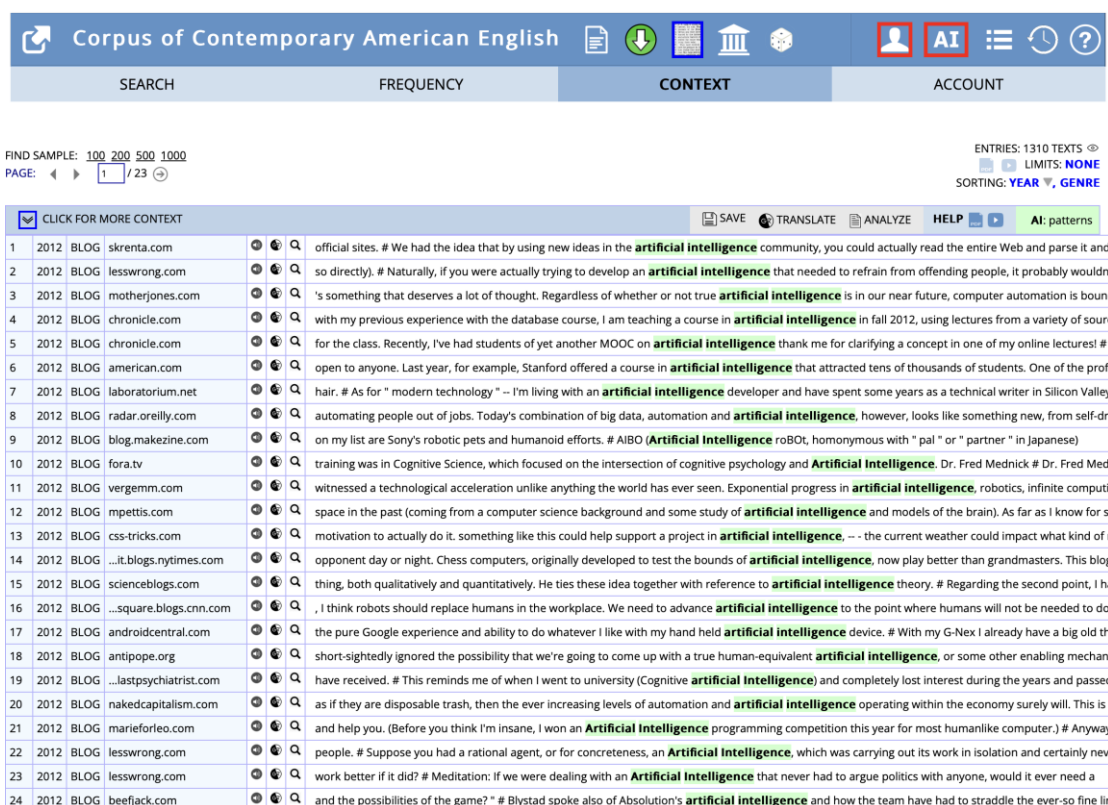 Corpus of Contemporary American English AI ?
SEARCH FREQUENCY CONTEXT ACCOUNT
FIND SAMPLE: 100 200 500 1000
PAGE: 1 / 23
ENTRIES: 1310 TEXTS
LIMITS: NONE
SORTING: YEAR, GENRE
CLICK FOR MORE CONTEXT SAVE TRANSLATE ANALYZE HELP AI: patterns
1 2012 BLOG skrenta.com official sites. # We had the idea that by using new ideas in the artificial intelligence community, you could actually read the entire Web and parse it and
2 2012 BLOG lesswrong.com so directly). # Naturally, if you were actually trying to develop an artificial intelligence that needed to refrain from offending people, it probably wouldn
3 2012 BLOG motherjones.com 's something that deserves a lot of thought. Regardless of whether or not true artificial intelligence is in our near future, computer automation is boun
4 2012 BLOG chronicle.com with my previous experience with the database course, I am teaching a course in artificial intelligence in fall 2012, using lectures from a variety of sour
5 2012 BLOG chronicle.com for the class. Recently, I've had students of yet another MOOC on artificial intelligence thank me for clarifying a concept in one of my online lectures! #
6 2012 BLOG american.com open to anyone. Last year, for example, Stanford offered a course in artificial intelligence that attracted tens of thousands of students. One of the prof
7 2012 BLOG laboratorium.net hair. # As for " modern technology " -- I'm living with an artificial intelligence developer and have spent some years as a technical writer in Silicon Valley
8 2012 BLOG radar.oreilly.com automating people out of jobs. Today's combination of big data, automation and artificial intelligence, however, looks like something new, from self-dr
9 2012 BLOG blog.makezine.com on my list are Sony's robotic pets and humanoid efforts. # AIBO (Artificial Intelligence roBOt, homonymous with " pal " or " partner " in Japanese)
10 2012 BLOG fora.tv training was in Cognitive Science, which focused on the intersection of cognitive psychology and Artificial Intelligence. Dr. Fred Mednick # Dr. Fred Med
11 2012 BLOG vergemm.com witnessed a technological acceleration unlike anything the world has ever seen. Exponential progress in artificial intelligence, robotics, infinite computi
12 2012 BLOG mpettis.com space in the past (coming from a computer science background and some study of artificial intelligence and models of the brain). As far as I know for s
13 2012 BLOG css-tricks.com motivation to actually do it. something like this could help support a project in artificial intelligence, -- - the current weather could impact what kind of
14 2012 BLOG ...it.blogs.nytimes.com opponent day or night. Chess computers, originally developed to test the bounds of artificial intelligence, now play better than grandmasters. This blog
15 2012 BLOG scienceblogs.com thing, both qualitatively and quantitatively. He ties these idea together with reference to artificial intelligence theory. # Regarding the second point, I h
16 2012 BLOG ...square.blogs.cnn.com , I think robots should replace humans in the workplace. We need to advance artificial intelligence to the point where humans will not be needed to do
17 2012 BLOG androidcentral.com the pure Google experience and ability to do whatever I like with my hand held artificial intelligence device. # With my G-Nex I already have a big old th
18 2012 BLOG antipope.org short-sightedly ignored the possibility that we're going to come up with a true human-equivalent artificial intelligence, or some other enabling mechan
19 2012 BLOG ...lastpsychiatrist.com have received. # This reminds me of when I went to university (Cognitive artificial Intelligence) and completely lost interest during the years and passe
20 2012 BLOG nakedcapitalism.com as if they are disposable trash, then the ever increasing levels of automation and artificial intelligence operating within the economy surely will. This is
21 2012 BLOG marieforleo.com and help you. (Before you think I'm insane, I won an Artificial Intelligence programming competition this year for most humanlike computer.) # Anyway
22 2012 BLOG lesswrong.com people. # Suppose you had a rational agent, or for concreteness, an Artificial Intelligence, which was carrying out its work in isolation and certainly nev
23 2012 BLOG lesswrong.com work better if it did? # Meditation: If we were dealing with an Artificial Intelligence that never had to argue politics with anyone, would it ever need a
24 2012 BLOG beefjack.com and the possibilities of the game? " # Blystad spoke also of Absolution's artificial intelligence and how the team have had to straddle the ever-so fine li